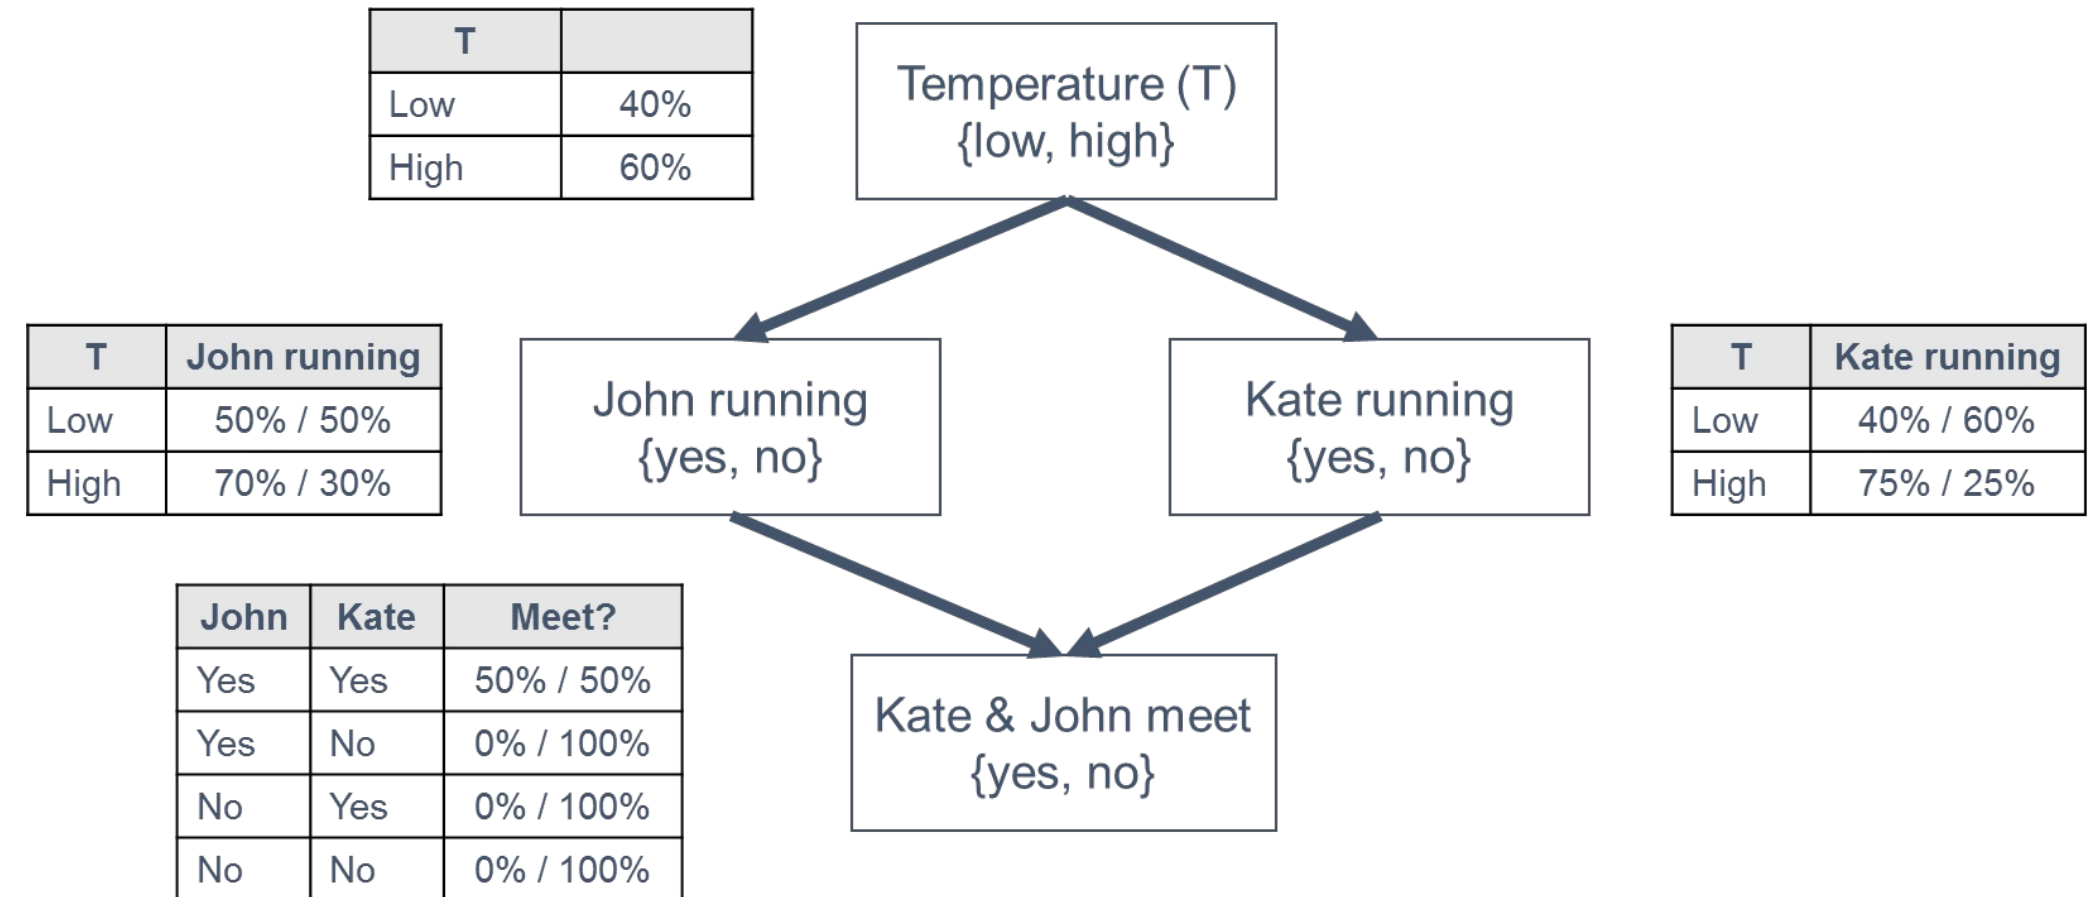 T
Low 40%
High 60%
Temperature (T)
{low, high}
T John running
Low 50% / 50%
High 70% / 30%
John running
{yes, no}
Kate running
{yes, no}
T Kate running
Low 40% / 60%
High 75% / 25%
John Kate Meet?
Yes Yes 50% / 50%
Yes No 0% / 100%
No Yes 0% / 100%
No No 0% / 100%
Kate & John meet
{yes, no}